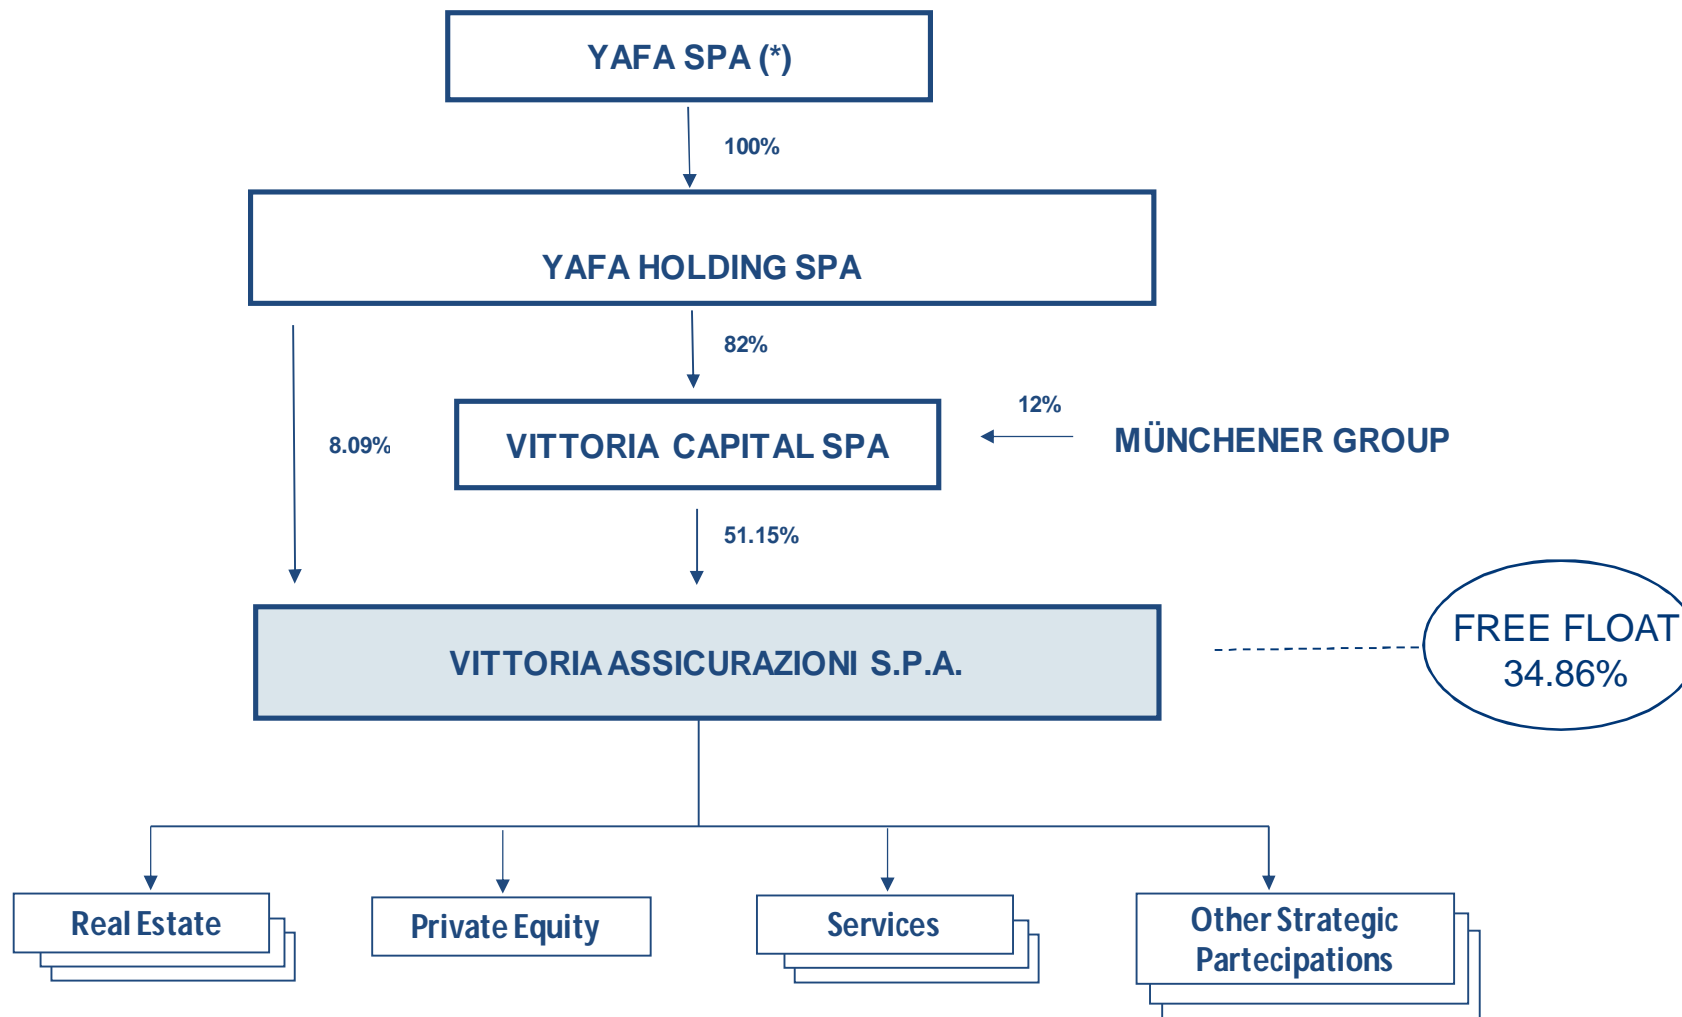 YAFA SPA (*)
100%
YAFA HOLDING SPA
82%
12%
8.09%
VITTORIA CAPITAL SPA
MÜNCHENER GROUP
51.15%
FREE FLOAT
34.86%
VITTORIA ASSICURAZIONI S.P.A.
Real Estate
Private Equity
Services
Other Strategic
Partecipations